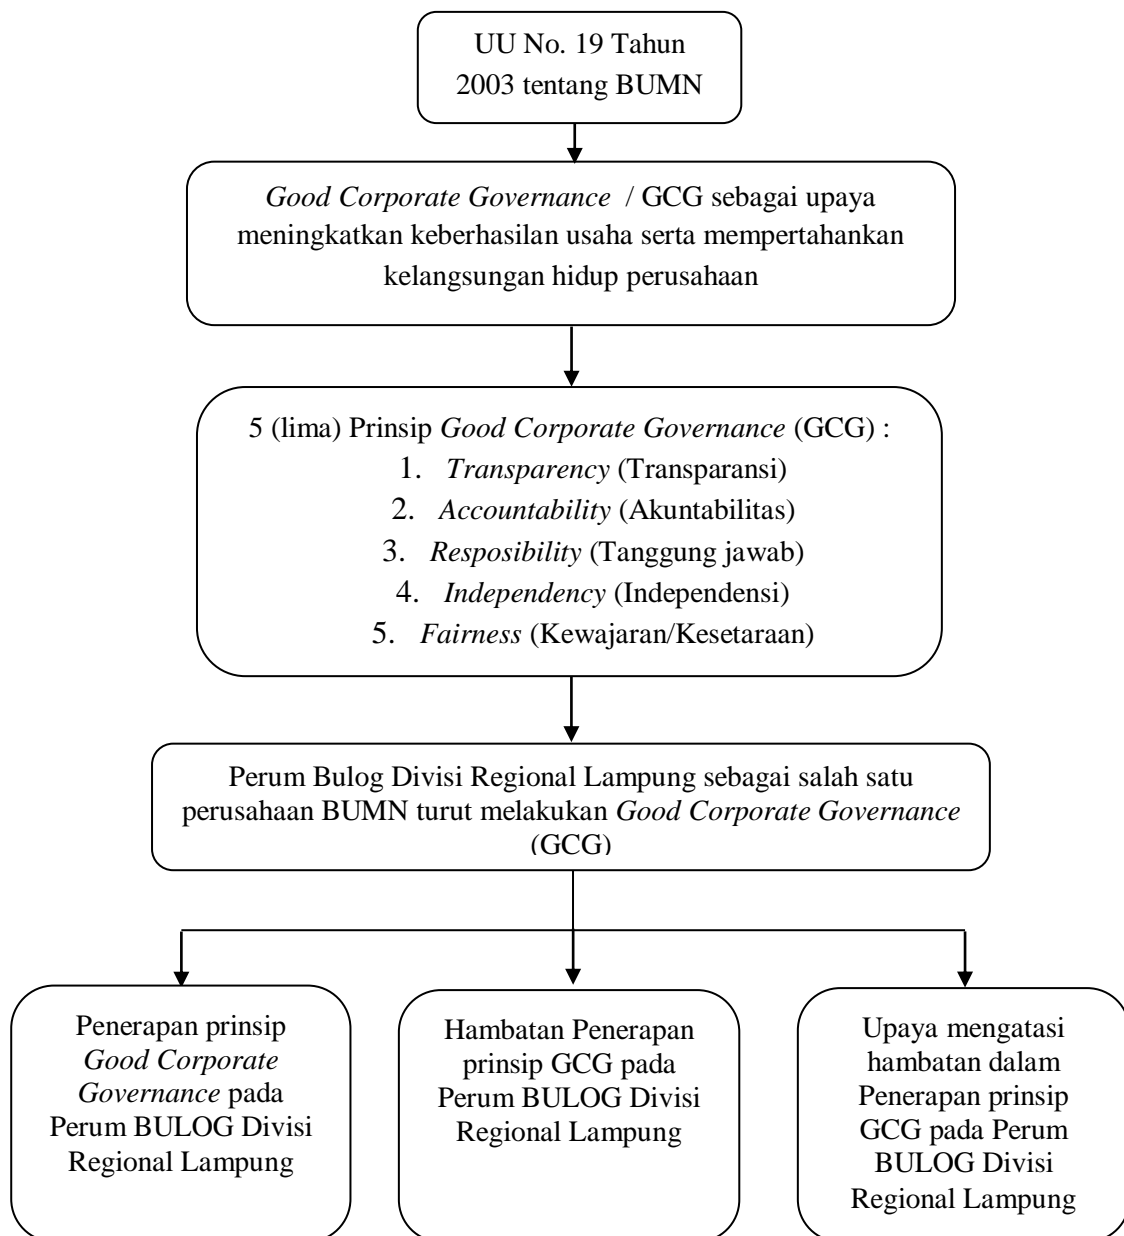 UU No. 19 Tahun
2003 tentang BUMN
Good Corporate Governance / GCG sebagai upaya
meningkatkan keberhasilan usaha serta mempertahankan
kelangsungan hidup perusahaan
5 (lima) Prinsip Good Corporate Governance (GCG) :
1. Transparency (Transparansi)
2. Accountability (Akuntabilitas)
3. Resposibility (Tanggung jawab)
4. Independency (Independensi)
5. Fairness (Kewajaran/Kesetaraan)
Perum Bulog Divisi Regional Lampung sebagai salah satu
perusahaan BUMN turut melakukan Good Corporate Governance
(GCG)
Penerapan prinsip
Good Corporate
Governance pada
Perum BULOG Divisi
Regional Lampung
Hambatan Penerapan
prinsip GCG pada
Perum BULOG Divisi
Regional Lampung
Upaya mengatasi
hambatan dalam
Penerapan prinsip
GCG pada Perum
BULOG Divisi
Regional Lampung